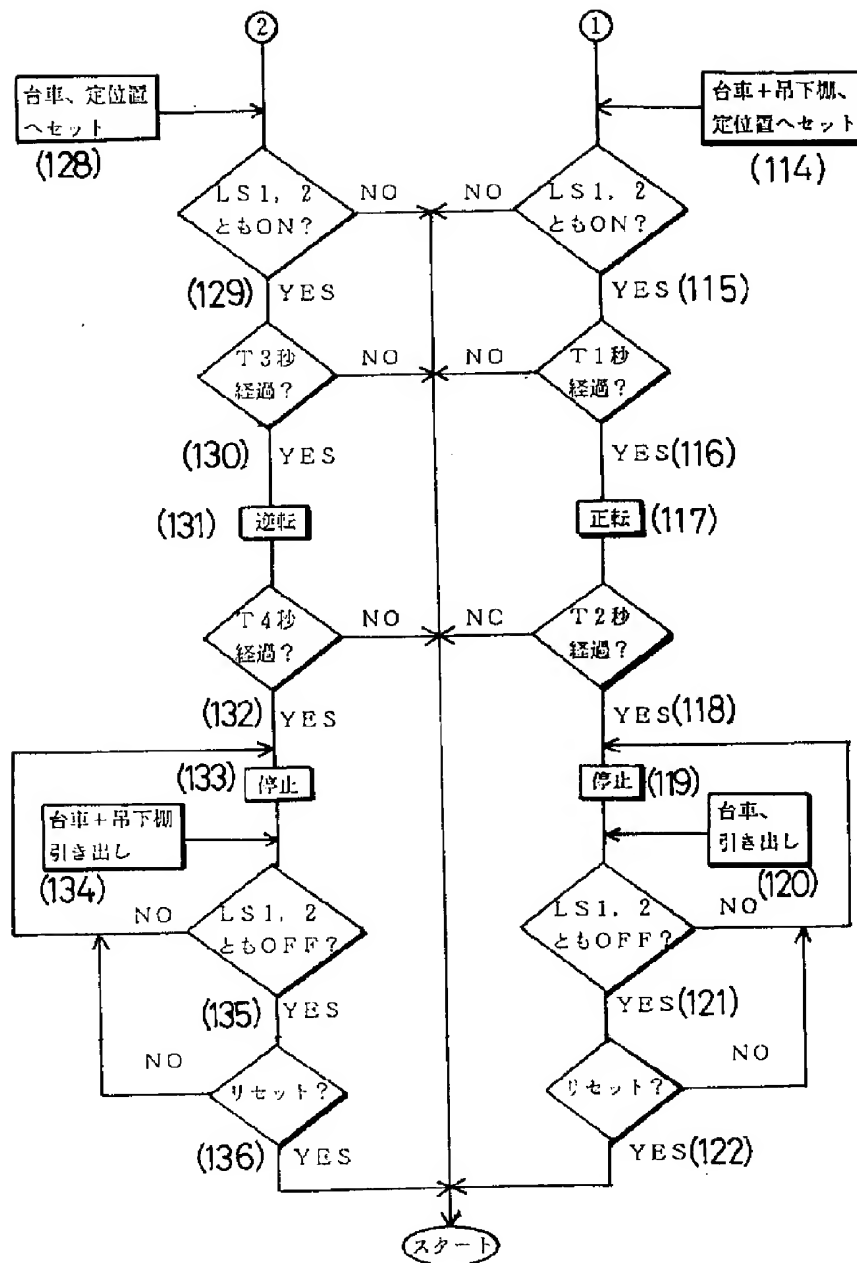 ②
①
台車、定位置
へセット
(128)
台車+吊下棚、
定位置へセット
(114)
LS1, 2
ともON?
NO
NO
LS1, 2
ともON?
(129) YES
YES (115)
T3秒
経過?
NO
NO
T1秒
経過?
(130) YES
YES (116)
(131) 逆転
正転 (117)
T4秒
経過?
NO
NC
T2秒
経過?
(132) YES
YES (118)
(133) 停止
停止 (119)
台車+吊下棚
引き出し
(134)
台車、
引き出し
(120)
NO
LS1, 2
ともOFF?
LS1, 2
ともOFF?
NO
(135) YES
YES (121)
NO
リセット?
リセット?
NO
(136) YES
YES (122)
スタート